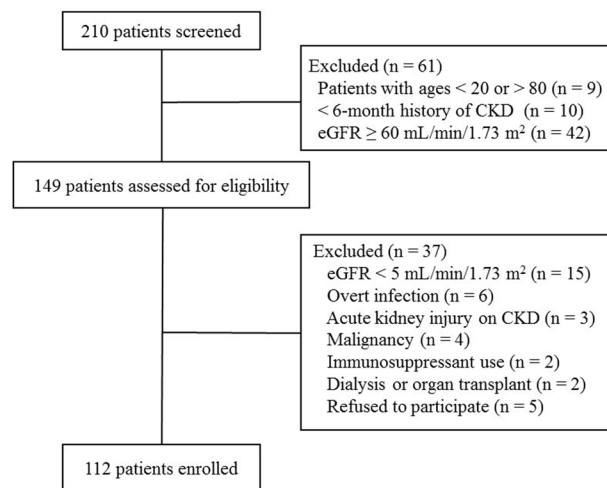 210 patients screened
Excluded (n = 61)
Patients with ages < 20 or > 80 (n = 9)
< 6-month history of CKD (n = 10)
eGFR ≥ 60 mL/min/1.73 m² (n = 42)
149 patients assessed for eligibility
Excluded (n = 37)
eGFR < 5 mL/min/1.73 m² (n = 15)
Overt infection (n = 6)
Acute kidney injury on CKD (n = 3)
Malignancy (n = 4)
Immunosuppressant use (n = 2)
Dialysis or organ transplant (n = 2)
Refused to participate (n = 5)
112 patients enrolled